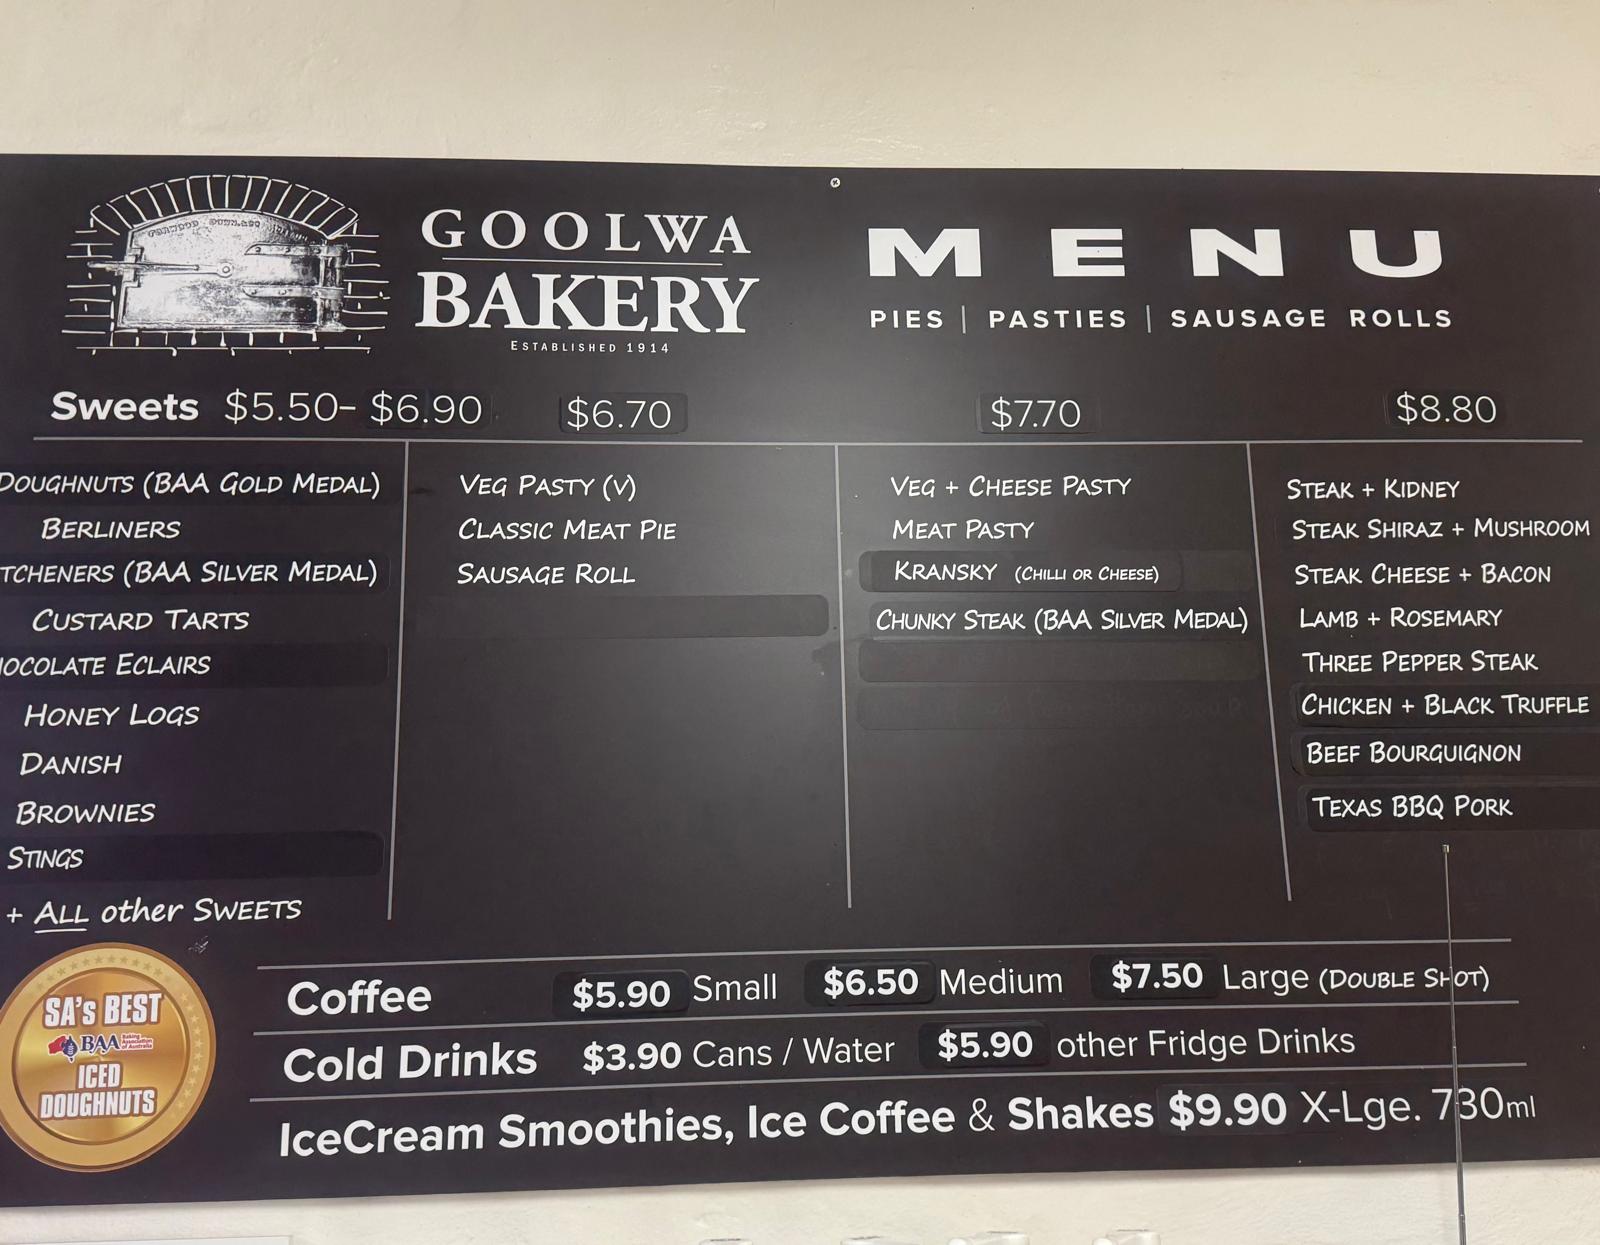 GOOLWA
BAKERY
ESTABLISHED 1914
MENU
PIES | PASTIES | SAUSAGE ROLLS
Sweets $5.50- $6.90
DOUGHNUTS (BAA GOLD MEDAL)
BERLINERS
TCHENERS (BAA SILVER MEDAL)
CUSTARD TARTS
OCOLATE ECLAIRS
HONEY LOGS
DANISH
BROWNIES
STINGS
+ ALL other SWEETS
$6.70
VEG PASTY (V)
CLASSIC MEAT PIE
SAUSAGE ROLL
$7.70
VEG + CHEESE PASTY
MEAT PASTY
KRANSKY (CHILLI OR CHEESE)
CHUNKY STEAK (BAA SILVER MEDAL)
$8.80
STEAK + KIDNEY
STEAK SHIRAZ + MUSHROOM
STEAK CHEESE + BACON
LAMB + ROSEMARY
THREE PEPPER STEAK
CHICKEN + BLACK TRUFFLE
BEEF BOURGUIGNON
TEXAS BBQ PORK
SA's BEST
BAA Baking Association of Australia
ICED
DOUGHNUTS
Coffee $5.90 Small $6.50 Medium $7.50 Large (DOUBLE SHOT)
Cold Drinks $3.90 Cans / Water $5.90 other Fridge Drinks
IceCream Smoothies, Ice Coffee & Shakes $9.90 X-Lge. 730ml